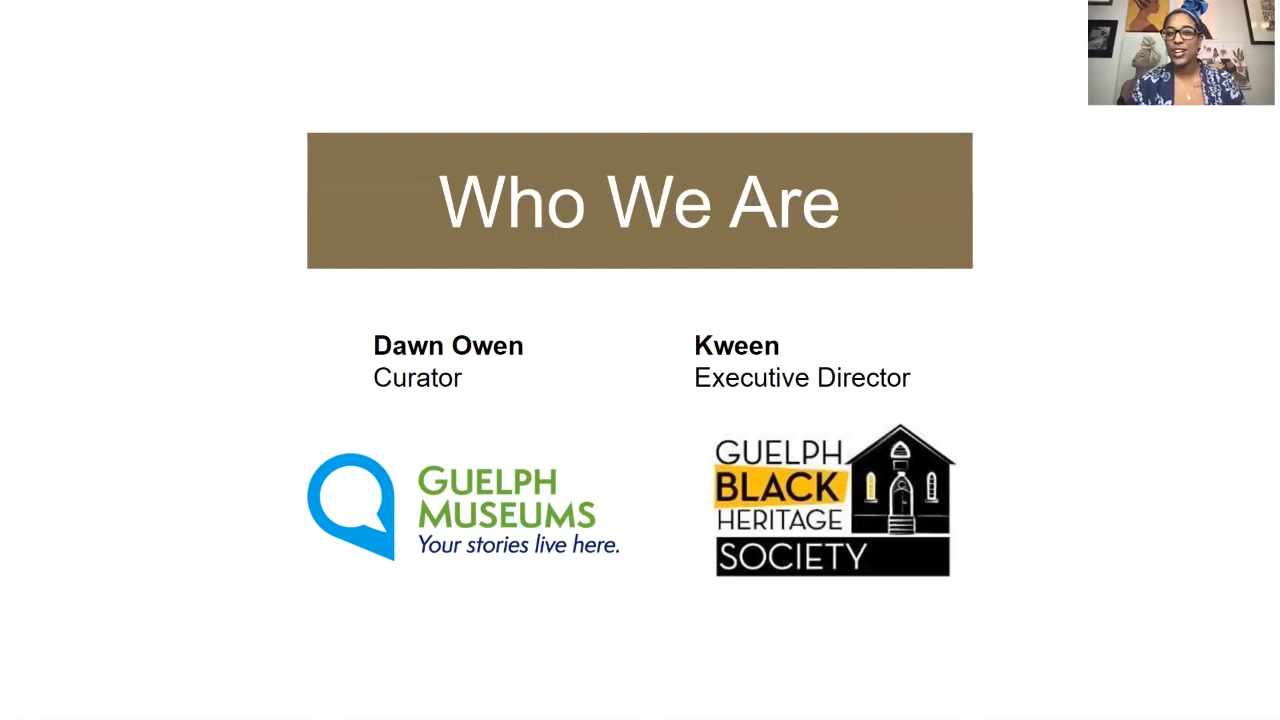 Who We Are
Dawn Owen
Curator
Kween
Executive Director
GUELPH
MUSEUMS
Your stories live here.
GUELPH
BLACK
HERITAGE
SOCIETY